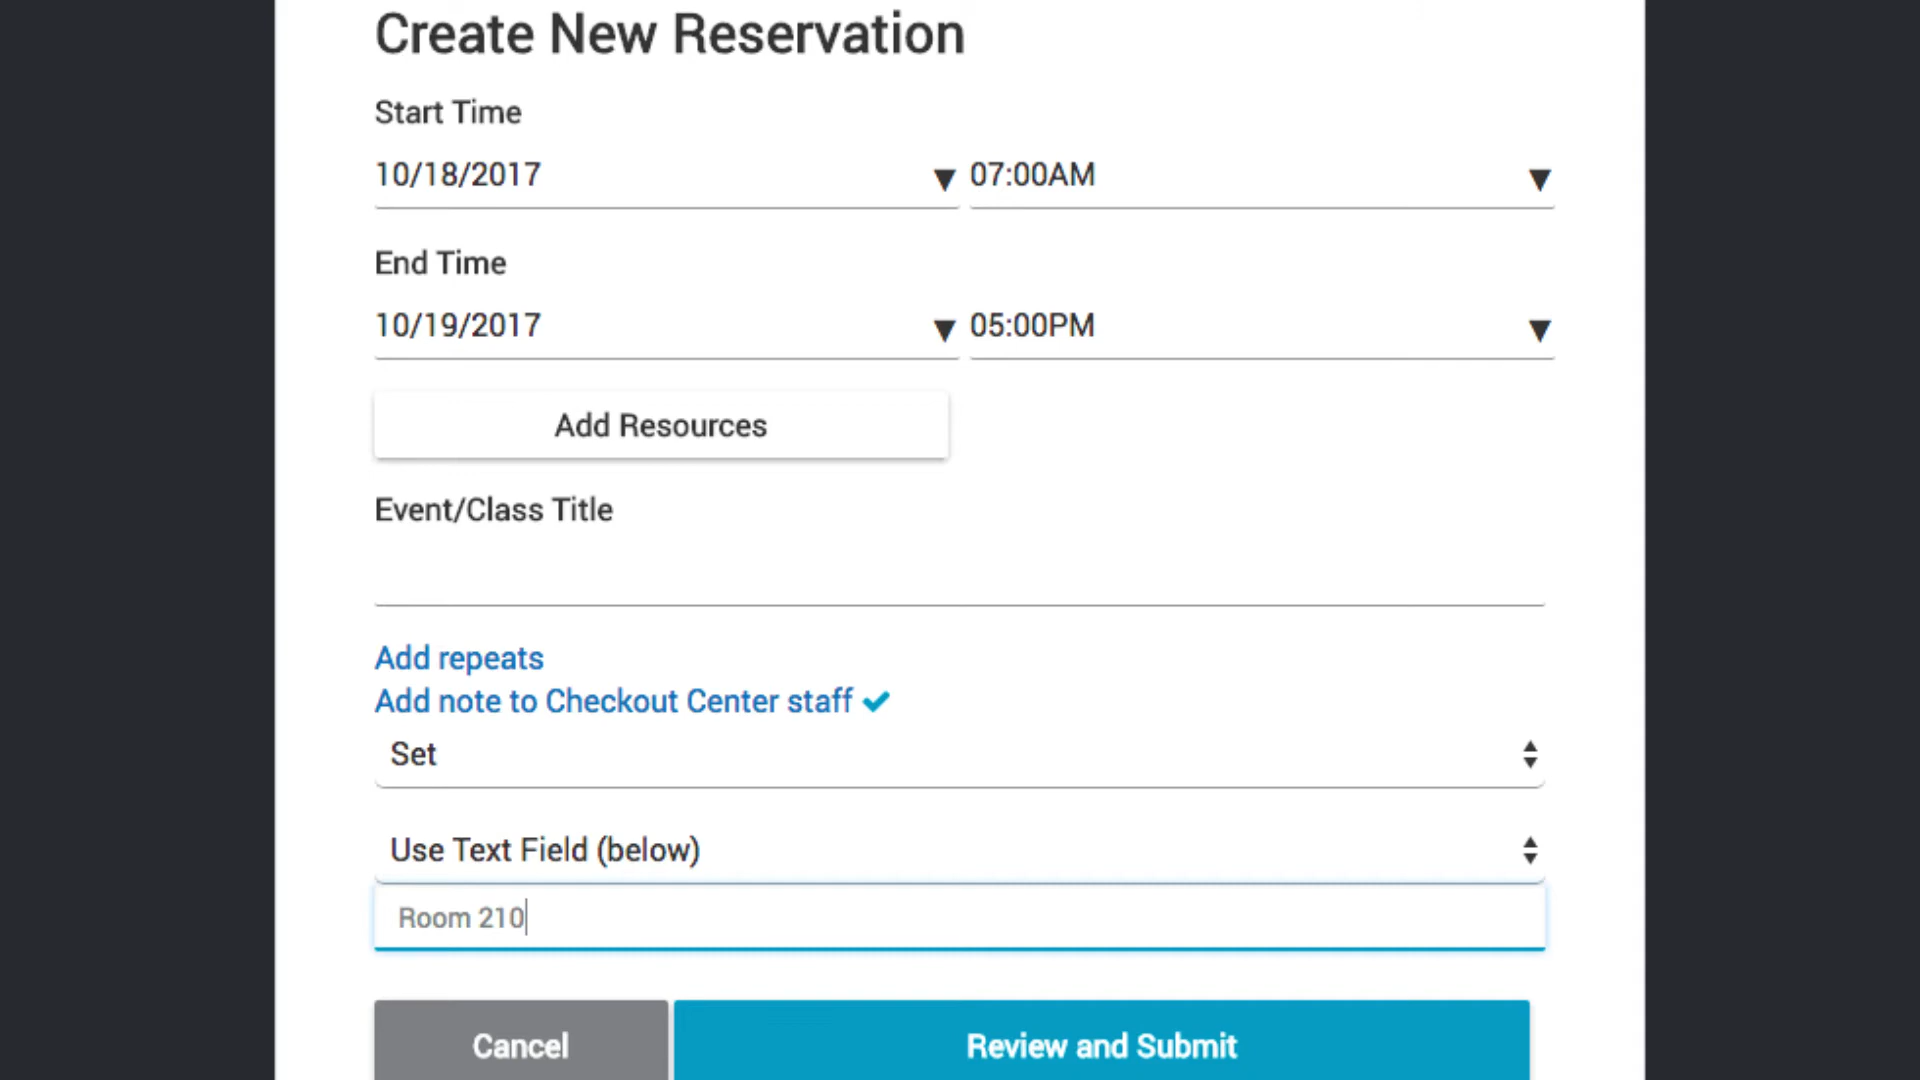 Create New Reservation
Start Time
10/18/2017 07:00AM
End Time
10/19/2017 05:00PM
Add Resources
Event/Class Title
Add repeats
Add note to Checkout Center staff
Set
Use Text Field (below)
Room 210
Cancel Review and Submit